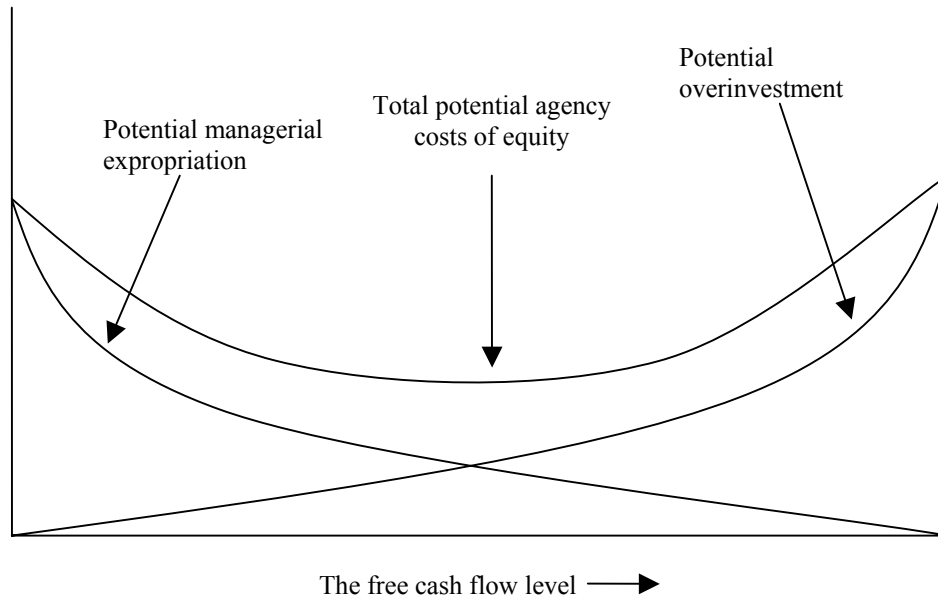 Potential
overinvestment
Total potential agency
costs of equity
Potential managerial
expropriation
The free cash flow level